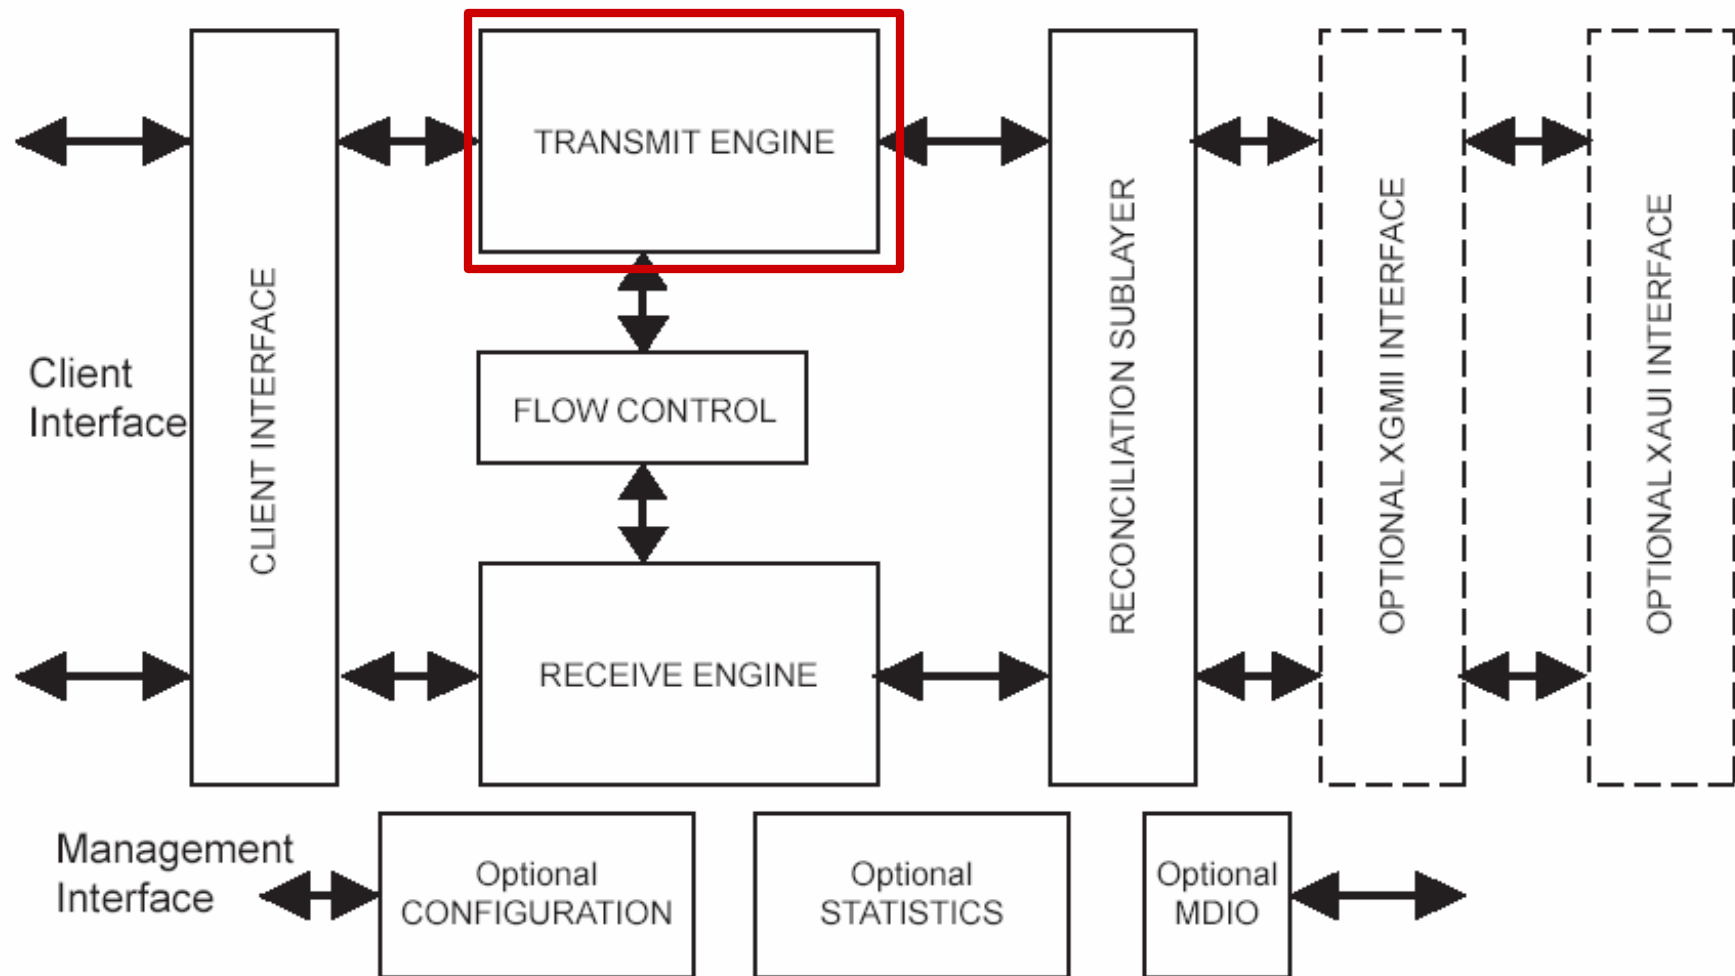 TRANSMIT ENGINE
CLIENT INTERFACE
Client
Interface
FLOW CONTROL
RECONCILIATION SUBLAYER
OPTIONAL XGMII INTERFACE
OPTIONAL XAUI INTERFACE
RECEIVE ENGINE
Management
Interface
Optional
CONFIGURATION
Optional
STATISTICS
Optional
MDIO